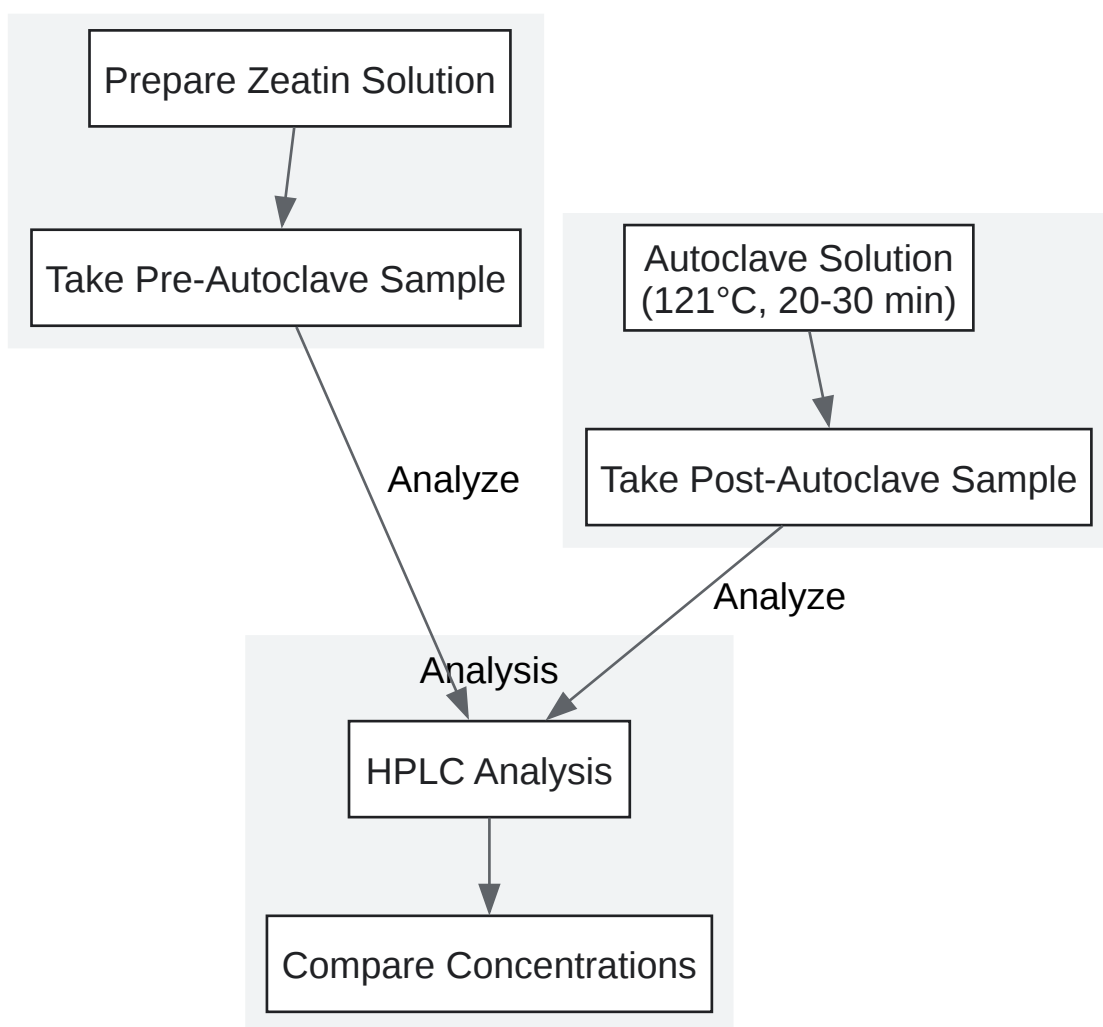 Prepare Zeatin Solution
Take Pre-Autoclave Sample
Autoclave Solution
(121°C, 20-30 min)
Take Post-Autoclave Sample
Analyze
Analyze
Analysis
HPLC Analysis
Compare Concentrations